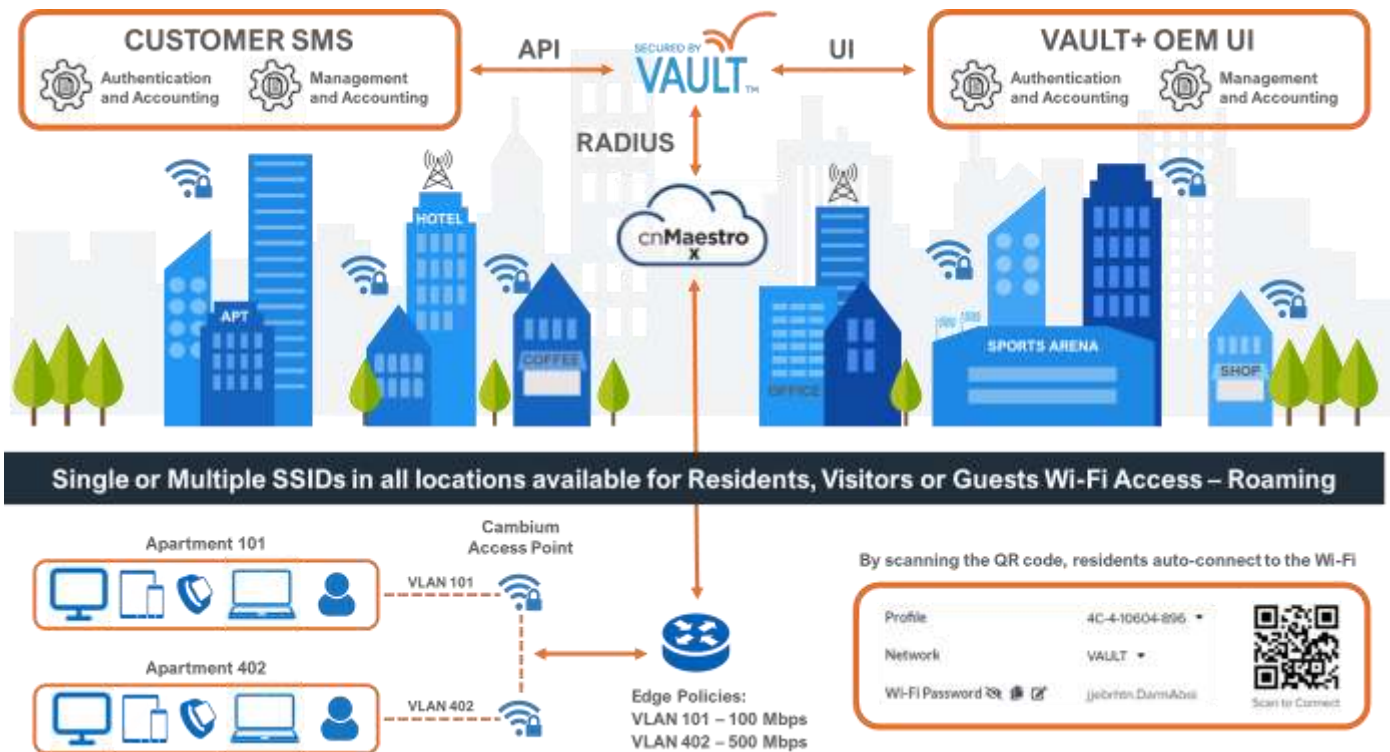 CUSTOMER SMS
Authentication
and Accounting
Management
and Accounting
API
SECURED BY
VAULT™
UI
VAULT+ OEM UI
Authentication
and Accounting
Management
and Accounting
RADIUS
cnMaestro
X
HOTEL
APT
COFFEE
OFFICE
SPORTS ARENA
SHOP
Single or Multiple SSIDs in all locations available for Residents, Visitors or Guests Wi-Fi Access – Roaming
Apartment 101
VLAN 101
Cambium
Access Point
Apartment 402
VLAN 402
Edge Policies:
VLAN 101 – 100 Mbps
VLAN 402 – 500 Mbps
By scanning the QR code, residents auto-connect to the Wi-Fi
Profile
4C-4-10604-896
Network
VAULT
Wi-Fi Password
Scan to Connect